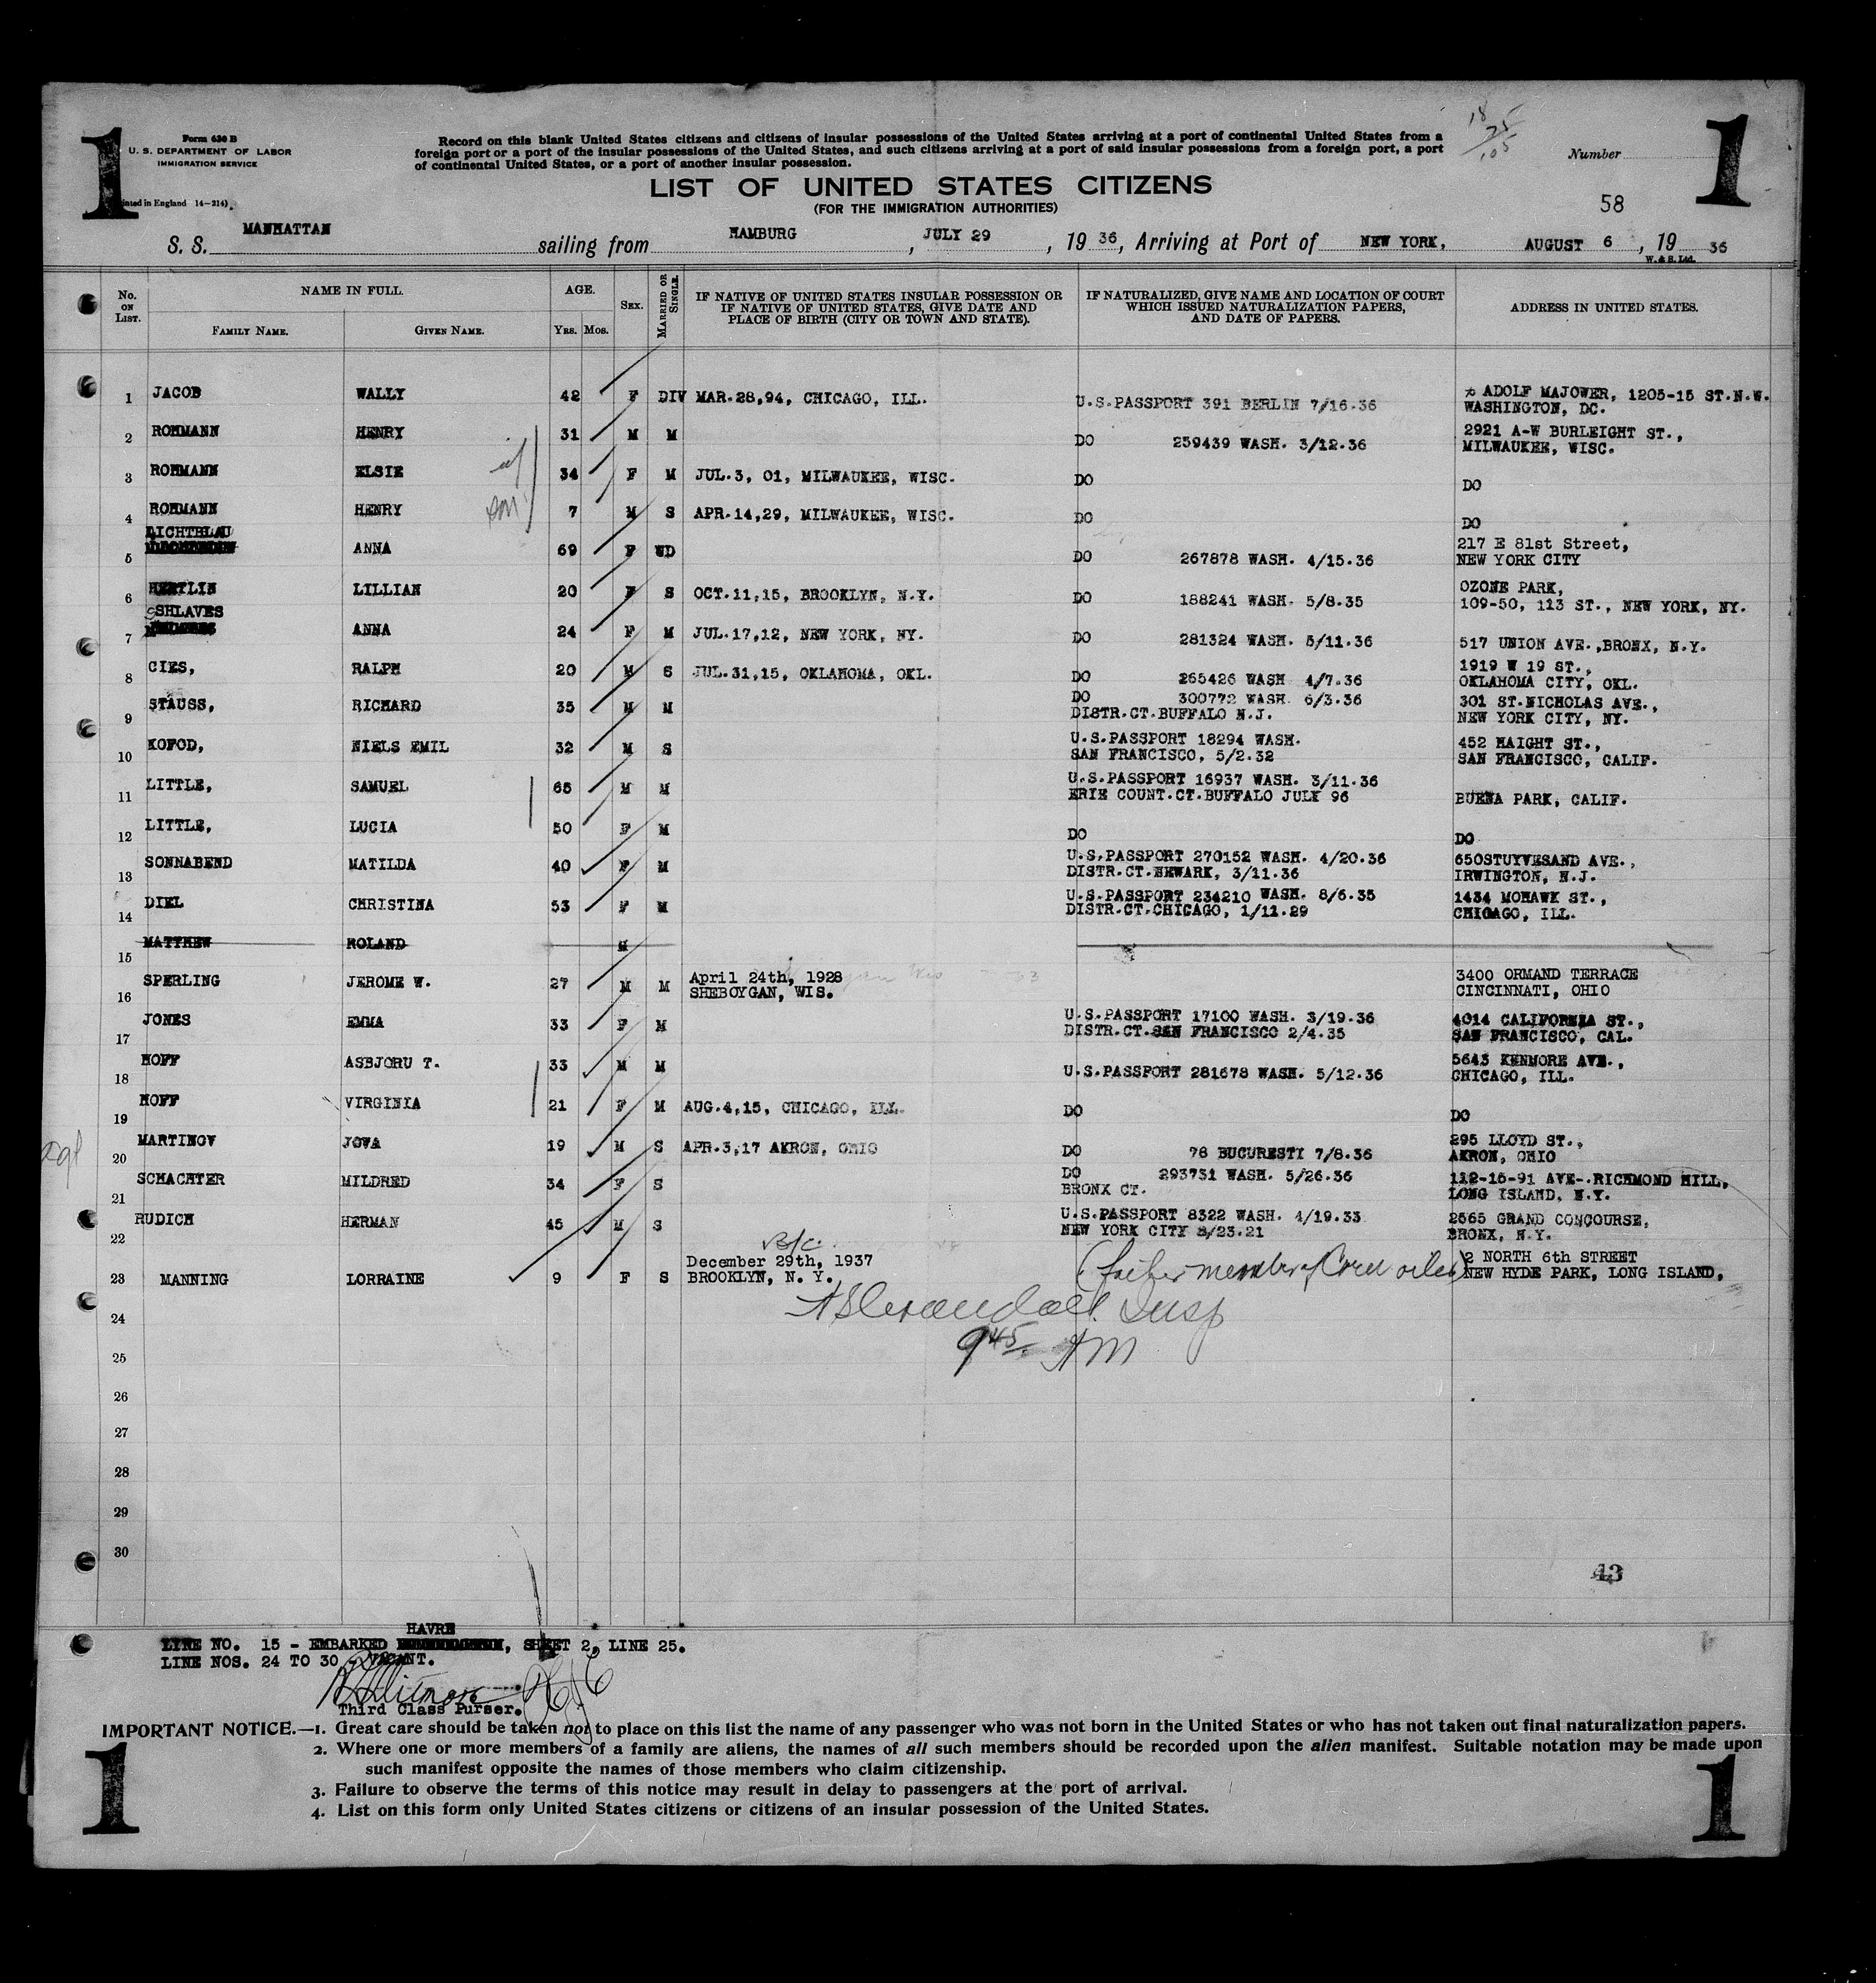 1
1
Form 630 B
U. S. DEPARTMENT OF LABOR
IMMIGRATION SERVICE
Record on this blank United States citizens and citizens of insular possessions of the United States arriving at a port of continental United States from a
foreign port or a port of the insular possessions of the United States, and such citizens arriving at a port of said insular possessions from a foreign port, a port
of continental United States, or a port of another insular possession.
Number
LIST OF UNITED STATES CITIZENS
(FOR THE IMMIGRATION AUTHORITIES)
58
in England 14-214)
S. S. MANHATTAN sailing from HAMBURG, JULY 29, 19 36, Arriving at Port of NEW YORK, AUGUST 6, 19 36
W. & S. Ltd.
No. ON LIST. NAME IN FULL. FAMILY NAME. GIVEN NAME. AGE. YRS. MOS. SEX. MARRIED OR SINGLE. IF NATIVE OF UNITED STATES INSULAR POSSESSION OR IF NATIVE OF UNITED STATES, GIVE DATE AND PLACE OF BIRTH (CITY OR TOWN AND STATE). IF NATURALIZED, GIVE NAME AND LOCATION OF COURT WHICH ISSUED NATURALIZATION PAPERS, AND DATE OF PAPERS. ADDRESS IN UNITED STATES.
1 JACOB WALLY 42 F DIV MAR.28,94, CHICAGO, ILL. U.S.PASSPORT 391 BERLIN 7/16.36 ADOLF MAJOWER, 1205-15 ST.N.W.
WASHINGTON, DC.
2 ROHMANN HENRY 31 M M DO 259439 WASH. 3/12.36 2921 A-W BURLEIGHT ST.,
MILWAUKEE, WISC.
3 ROHMANN ELSIE 34 F M JUL.3, 01, MILWAUKEE, WISC. DO DO
4 ROHMANN HENRY 7 M S APR.14,29, MILWAUKEE, WISC. DO DO
LICHTBLAU
5 ANNA 69 F WD DO 267878 WASH. 4/15.36 217 E 81st Street,
NEW YORK CITY
6 HERTLIN LILLIAN 20 F S OCT.11,15, BROOKLYN, N.Y. DO 188241 WASH. 5/8.35 OZONE PARK,
109-50, 113 ST., NEW YORK, NY.
SHLAVES
7 ANNA 24 F M JUL.17,12, NEW YORK, NY. DO 281324 WASH. 5/11.36 517 UNION AVE.,BRONX, N.Y.
8 CIES, RALPH 20 M S JUL.31,15, OKLAHOMA, OKL. DO 265426 WASH 4/7.36 1919 W 19 ST.,
OKLAHOMA CITY, OKL.
9 STAUSS, RICHARD 35 M M DO 300772 WASH. 6/3.36 301 ST.NICHOLAS AVE.,
DISTR.CT.BUFFALO N.J. NEW YORK CITY, NY.
10 KOFOD, NIELS EMIL 32 M S U.S.PASSPORT 18294 WASH. 452 HAIGHT ST.,
SAN FRANCISCO, 5/2.32 SAN FRANCISCO, CALIF.
11 LITTLE, SAMUEL 65 M M U.S.PASSPORT 16937 WASH. 3/11.36
ERIE COUNT.CT.BUFFALO JULY 96 BUENA PARK, CALIF.
12 LITTLE, LUCIA 50 F M DO DO
13 SONNABEND MATILDA 40 F M U.S.PASSPORT 270152 WASH. 4/20.36 650STUYVESAND AVE.,
DISTR.CT.NEWARK, 3/11.36 IRWINGTON, N.J.
14 DIEL CHRISTINA 53 F M U.S.PASSPORT 234210 WASH. 8/6.35 1434 MOHAWK ST.,
DISTR.CT.CHICAGO, 1/11.29 CHICAGO, ILL.
15 MATTHEW ROLAND M
16 SPERLING JEROME W. 27 M M April 24th, 1928 3400 ORMAND TERRACE
SHEBOYGAN, WIS. CINCINNATI, OHIO
17 JONES EMMA 33 F M U.S.PASSPORT 17100 WASH. 3/19.36 4014 CALIFORNIA ST.,
DISTR.CT.SAN FRANCISCO 2/4.35 SAN FRANCISCO, CAL.
18 HOFF ASBJORU T. 33 M M U.S.PASSPORT 281678 WASH. 5/12.36 5643 KENMORE AVE.,
CHICAGO, ILL.
19 HOFF VIRGINIA 21 F M AUG.4,15, CHICAGO, ILL. DO DO
20 MARTINOV JOVA 19 M S APR.3,17 AKRON, OHIO DO 78 BUCURESTI 7/8.36 295 LLOYD ST.,
AKRON, OHIO
21 SCHACHTER MILDRED 34 F S DO 293731 WASH. 5/26.36 112-15-91 AVE-.RICHMOND HILL,
BRONX CT. LONG ISLAND, N.Y.
22 RUDICH HERMAN 45 M S U.S.PASSPORT 8322 WASH. 4/19.33 2565 GRAND CONCOURSE,
NEW YORK CITY 8/23.21 BRONX, N.Y.
B/C.
23 MANNING LORRAINE 9 F S December 29th, 1937 (father member of Crew 2 NORTH 6th STREET
BROOKLYN, N. Y. NEW HYDE PARK, LONG ISLAND,
24 Insp
25 9 45 AM
26
27
28
29
30
43
HAVRE
LINE NO. 15 - EMBARKED , SHEET 2, LINE 25.
LINE NOS. 24 TO 30 - VACANT.
Third Class Purser.
IMPORTANT NOTICE.—1. Great care should be taken not to place on this list the name of any passenger who was not born in the United States or who has not taken out final naturalization papers.
2. Where one or more members of a family are aliens, the names of all such members should be recorded upon the alien manifest. Suitable notation may be made upon
such manifest opposite the names of those members who claim citizenship.
3. Failure to observe the terms of this notice may result in delay to passengers at the port of arrival.
4. List on this form only United States citizens or citizens of an insular possession of the United States.
1
1